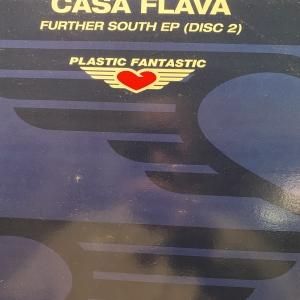 CASA FLAVA
FURTHER SOUTH EP (DISC 2)
PLASTIC FANTASTIC